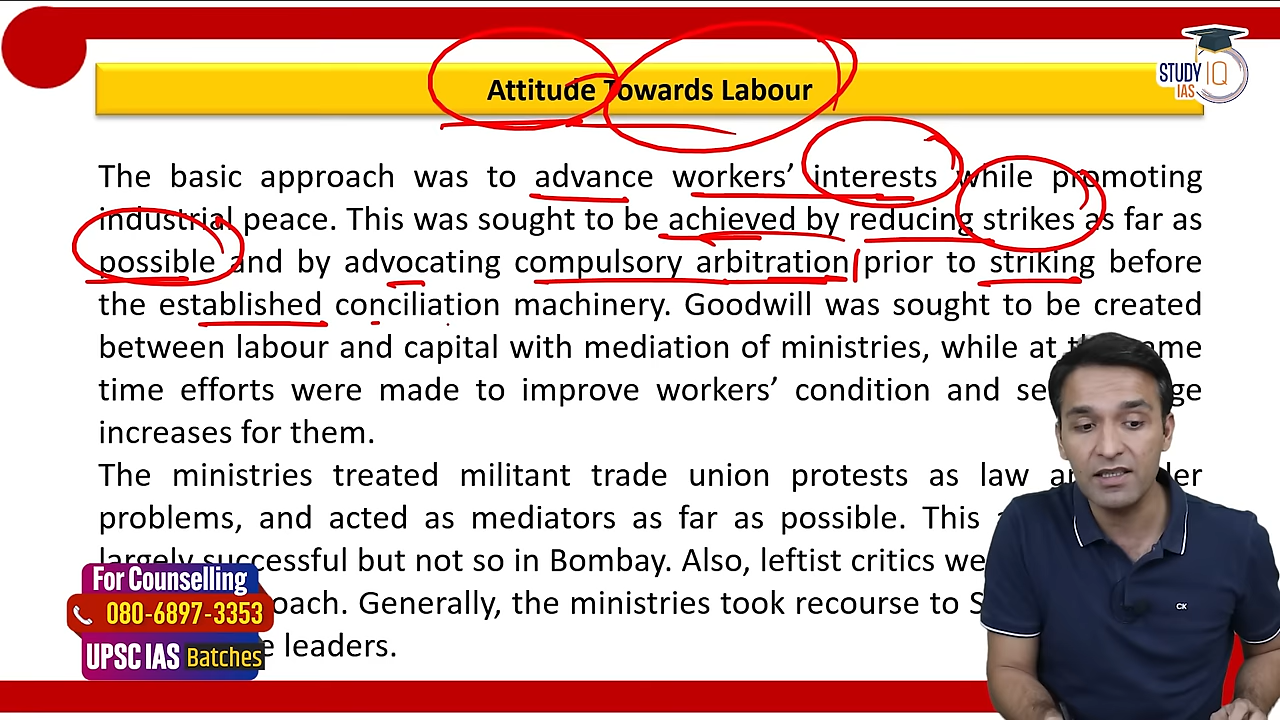 Attitude Towards Labour
STUDY IQ
IAS
The basic approach was to advance workers’ interests while promoting
industrial peace. This was sought to be achieved by reducing strikes as far as
possible and by advocating compulsory arbitration prior to striking before
the established conciliation machinery. Goodwill was sought to be created
between labour and capital with mediation of ministries, while at the same
time efforts were made to improve workers’ condition and
increases for them.
The ministries treated militant trade union protests as law
problems, and acted as mediators as far as possible. This
largely successful but not so in Bombay. Also, leftist critics
Generally, the ministries took recourse to
leaders.
For Counselling
080-6897-3353
UPSC IAS Batches
CK